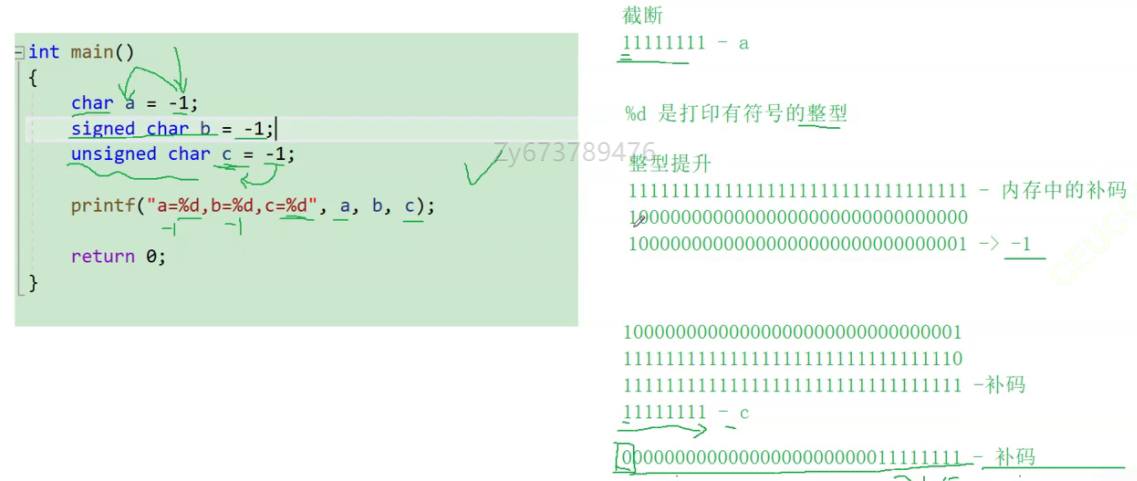 int main()
{
char a = -1;
signed char b = -1;
unsigned char c = -1;
printf("a=%d,b=%d,c=%d", a, b, c);
-1 -1
return 0;
}
Zy673789476
截断
11111111 - a
%d 是打印有符号的整型
整型提升
11111111111111111111111111111111 - 内存中的补码
10000000000000000000000000000000
10000000000000000000000000000001 -> -1
10000000000000000000000000000001
11111111111111111111111111111110
11111111111111111111111111111111 -补码
11111111 - c
00000000000000000000000011111111 - 补码